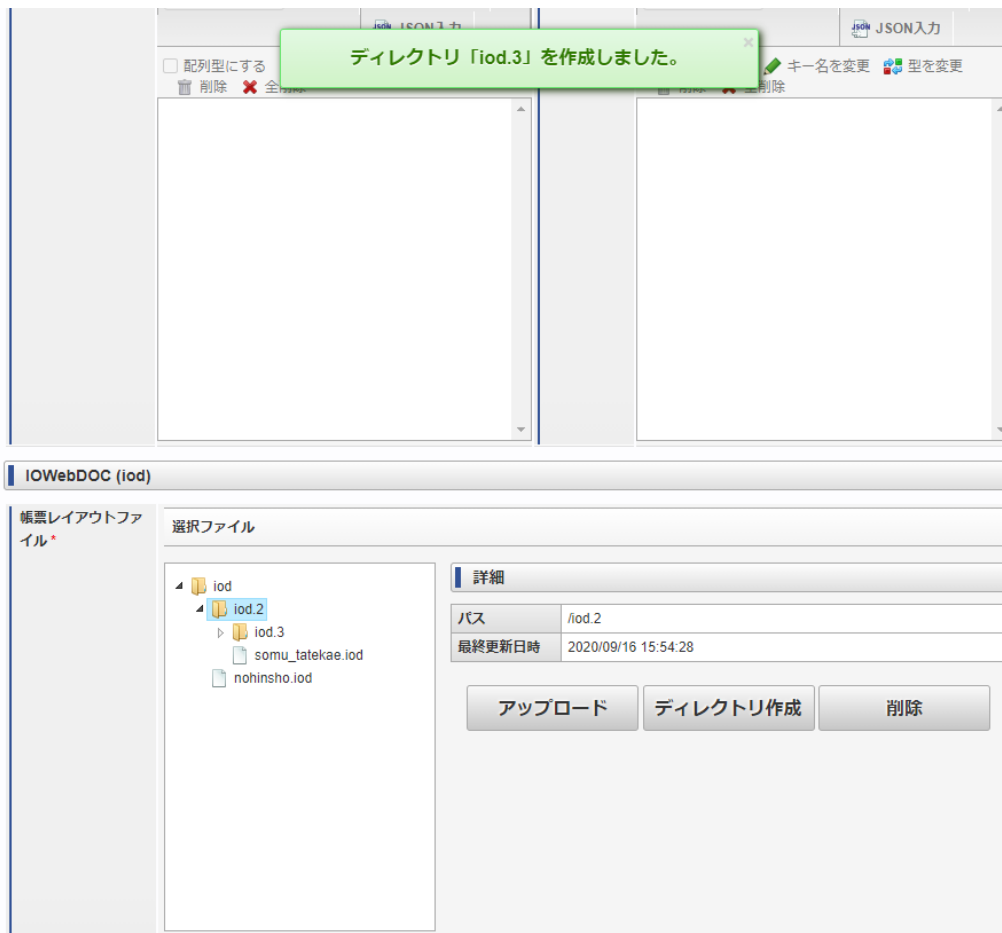 JSON入力
JSON入力
ディレクトリ「iod.3」を作成しました。
配列型にする
キー名を変更 型を変更
削除 全削除
削除 全削除
IOWebDOC (iod)
帳票レイアウトファ
イル *
選択ファイル
iod
iod.2
iod.3
somu_tatekae.iod
nohinsho.iod
詳細
パス /iod.2
最終更新日時 2020/09/16 15:54:28
アップロード ディレクトリ作成 削除